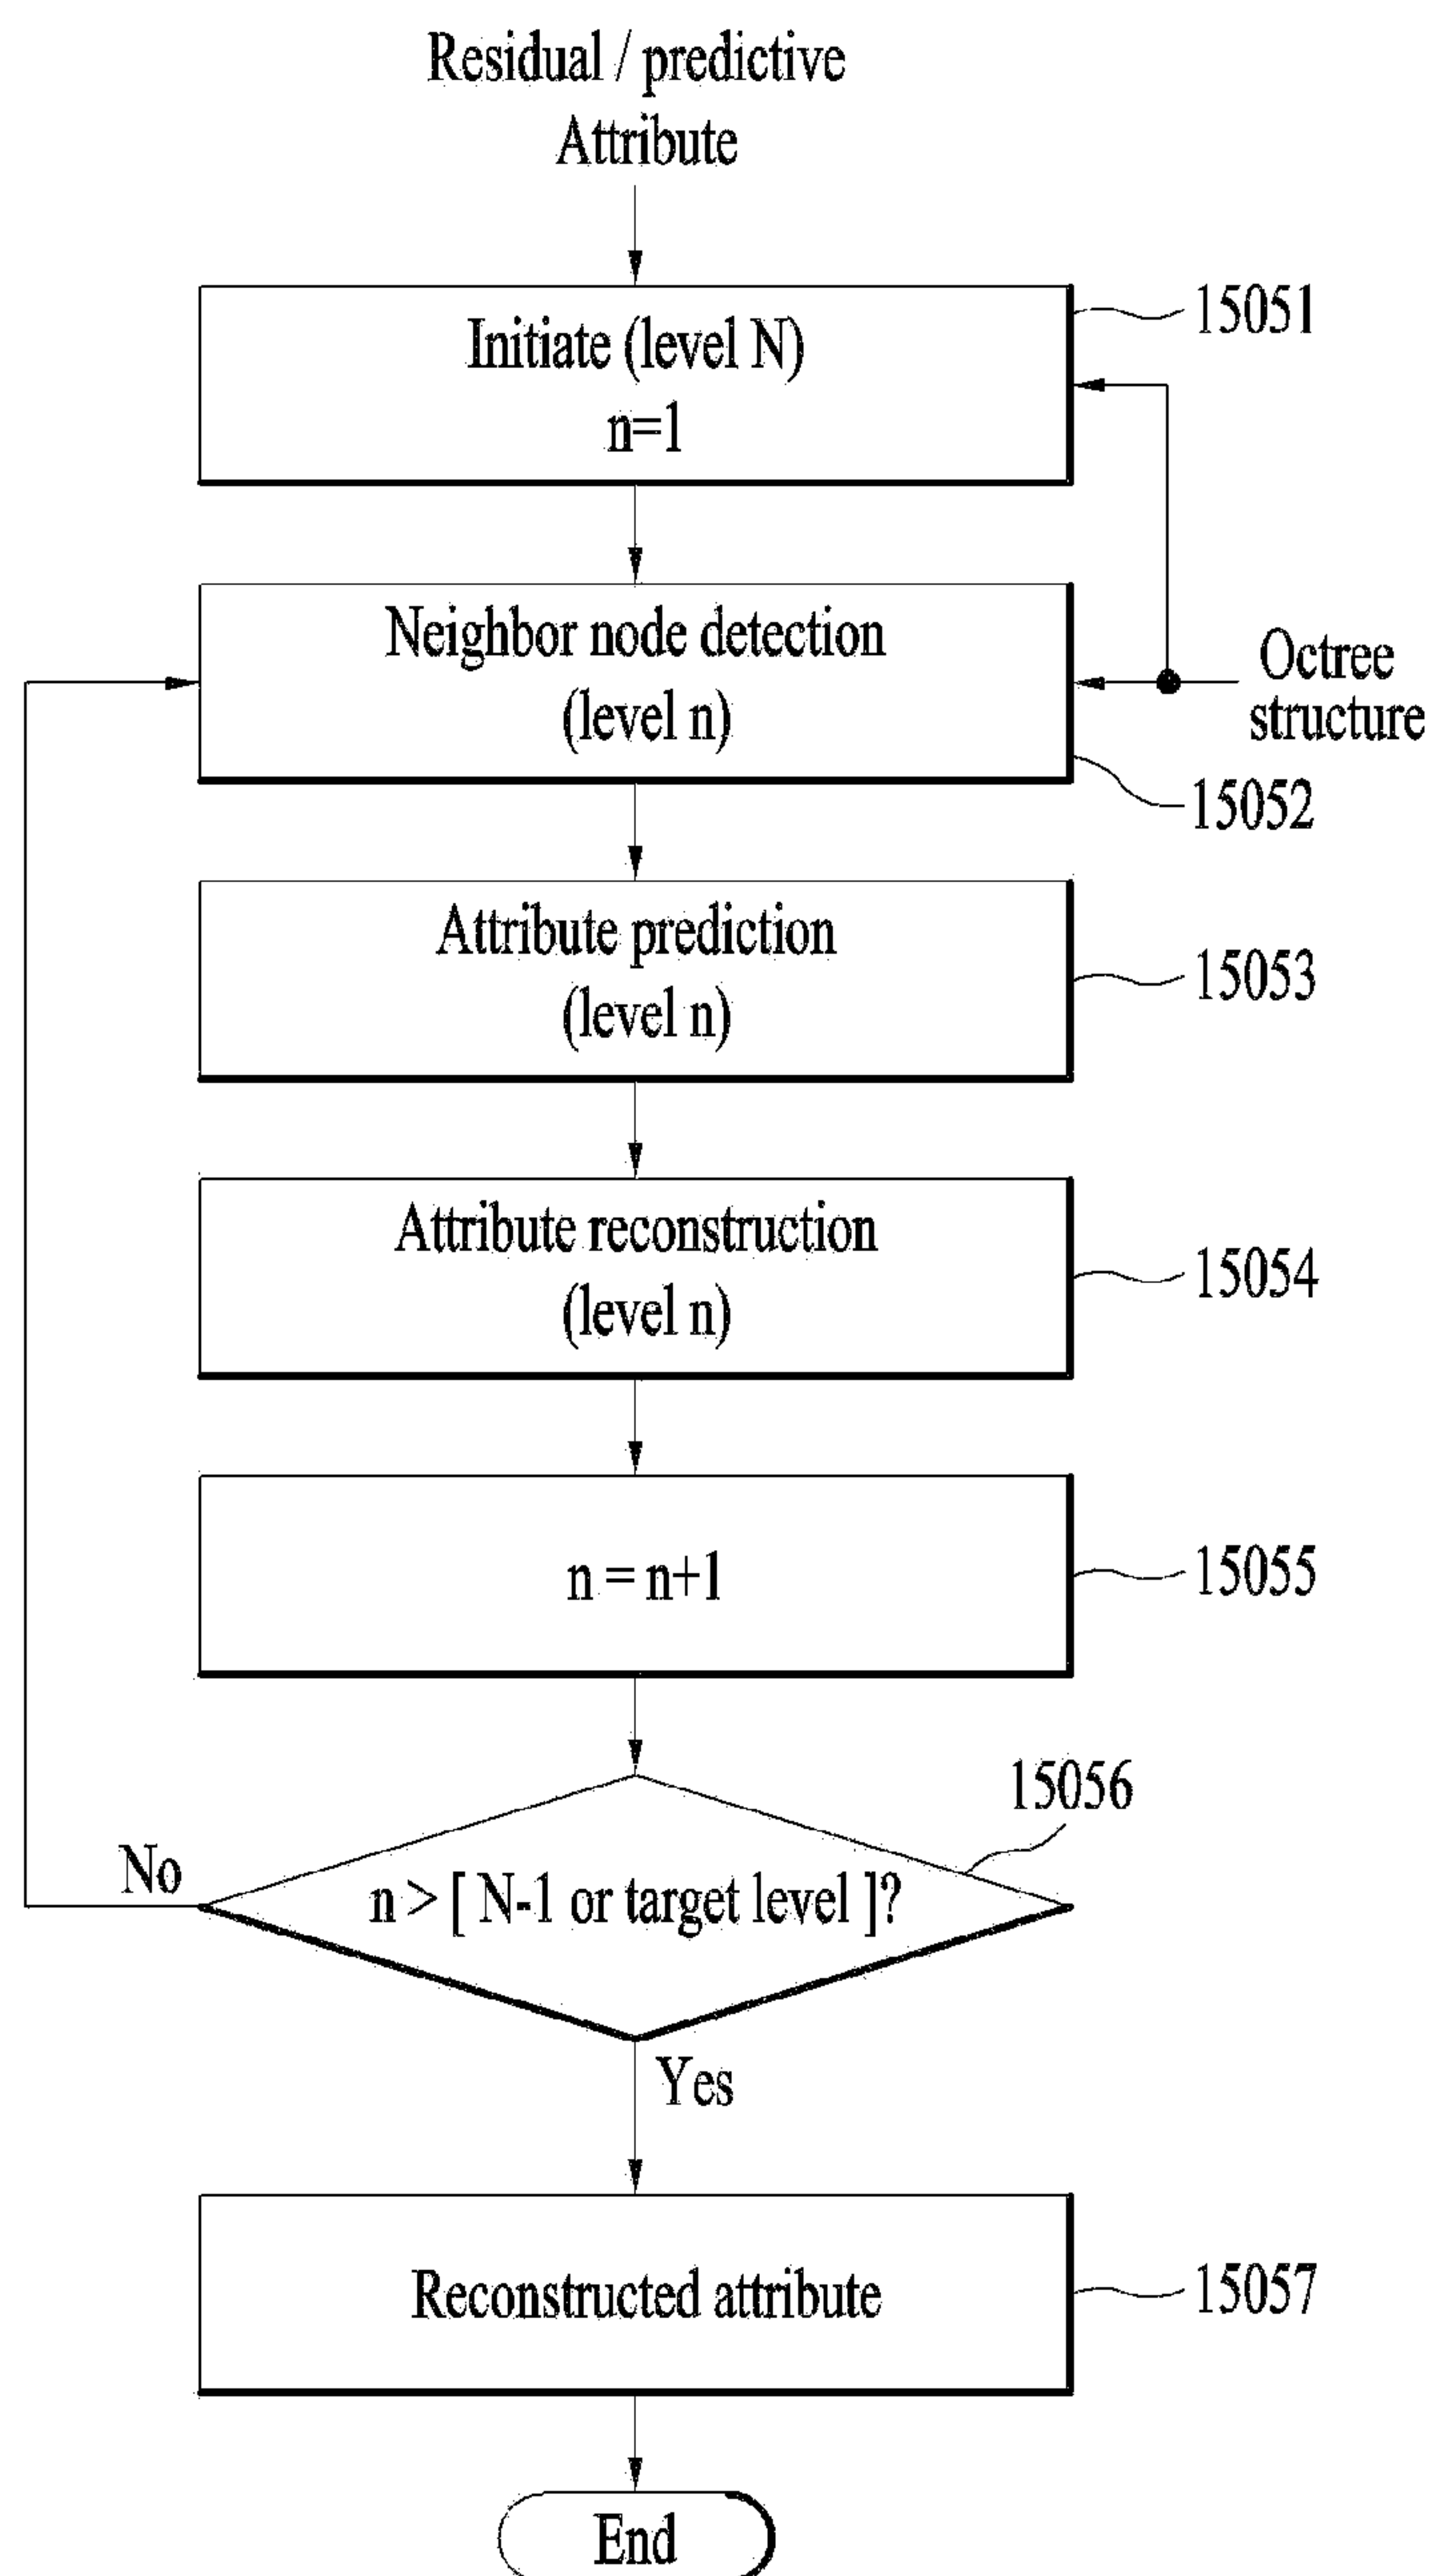 Residual / predictive
Attribute
Initiate (level N)
n=1
15051
Neighbor node detection
(level n)
Octree
structure
15052
Attribute prediction
(level n)
15053
Attribute reconstruction
(level n)
15054
n = n+1
15055
15056
No
n > [ N-1 or target level ]?
Yes
Reconstructed attribute
15057
End